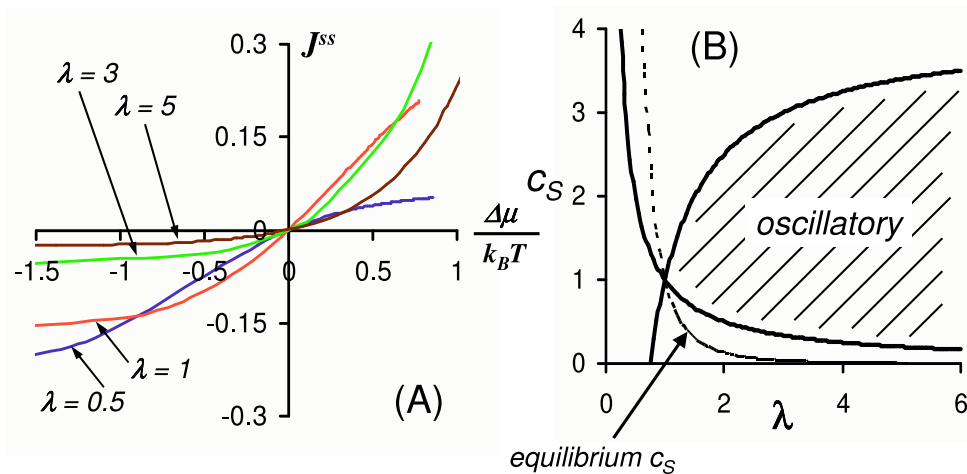 0.3
J^ss
λ = 3
λ = 5
0.15
0
-1.5 -1 -0.5 0 0.5 1
Δμ
k_B T
-0.15
λ = 1
λ = 0.5
-0.3
(A)
4
(B)
3
c_S
2
oscillatory
1
0
0 2 4 6
λ
equilibrium c_S